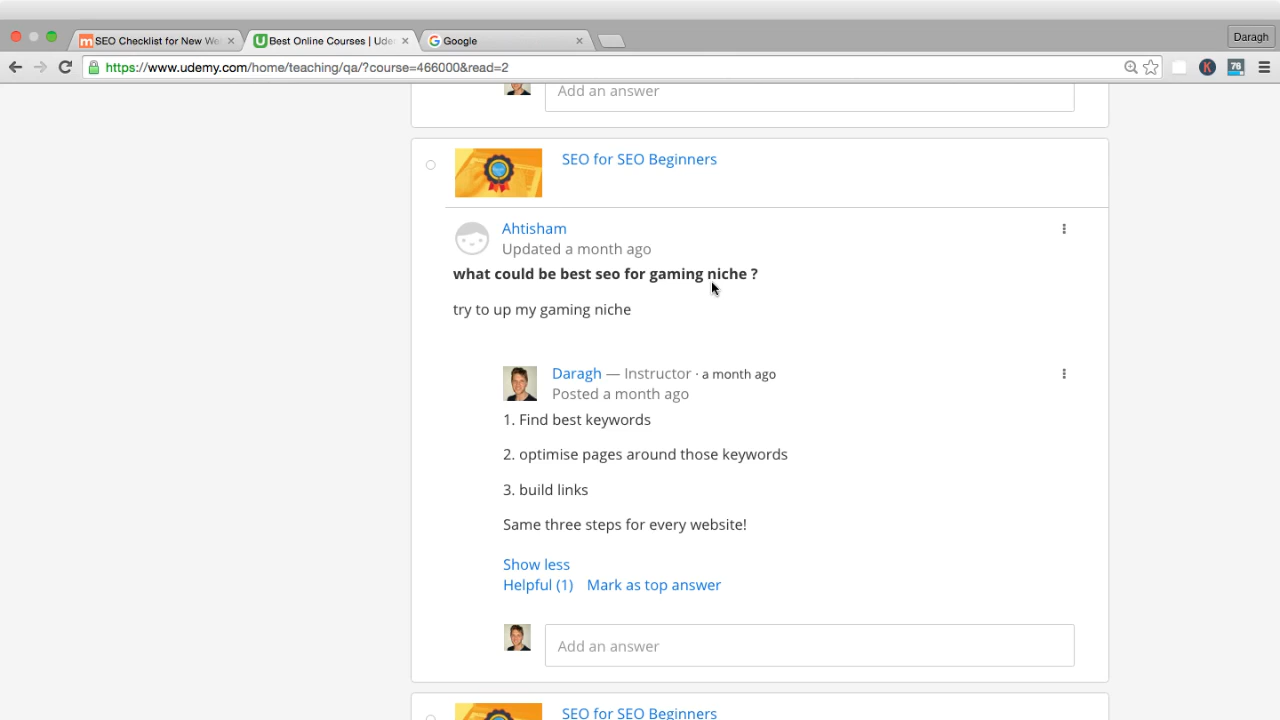 SEO Checklist for New We
Best Online Courses | Ude
Google
Daragh
https://www.udemy.com/home/teaching/qa/?course=466000&read=2
K
76
Add an answer
SEO for SEO Beginners
Ahtisham
Updated a month ago
what could be best seo for gaming niche ?
try to up my gaming niche
Daragh — Instructor · a month ago
Posted a month ago
1. Find best keywords
2. optimise pages around those keywords
3. build links
Same three steps for every website!
Show less
Helpful (1) Mark as top answer
Add an answer
SEO for SEO Beginners